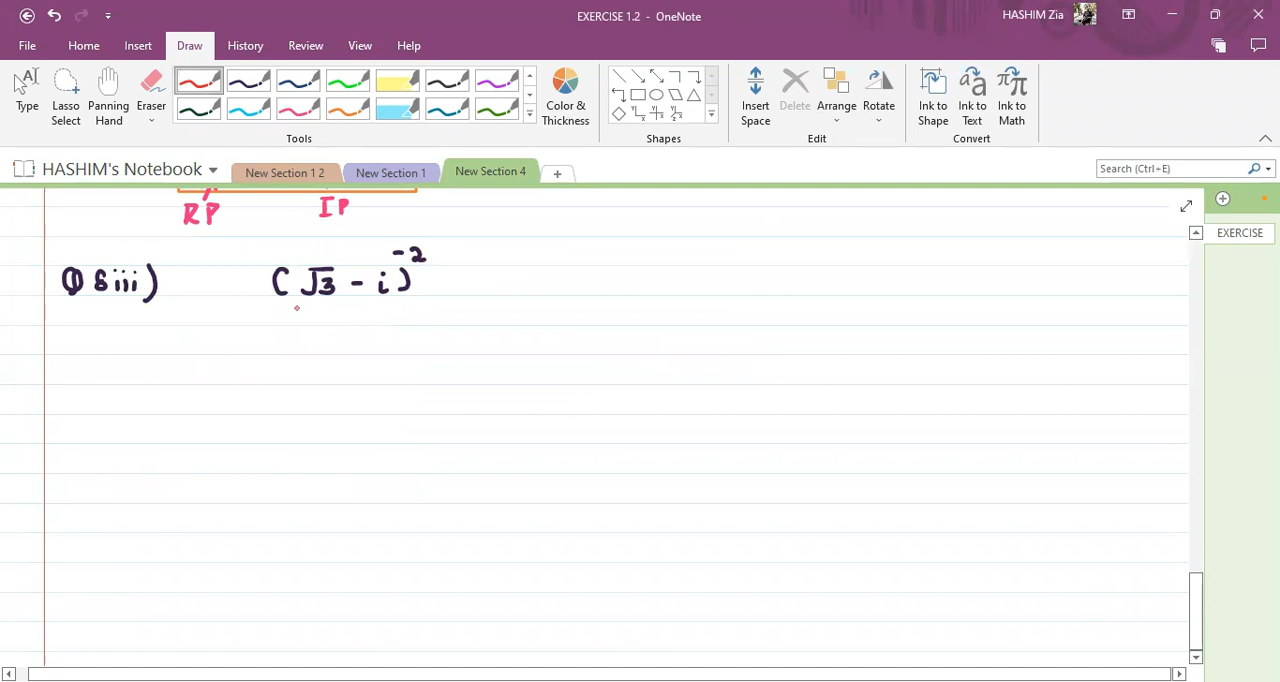 EXERCISE 1.2 - OneNote
HASHIM Zia
File Home Insert Draw History Review View Help
Type Lasso Select Panning Hand Eraser Color & Thickness Insert Space Delete Arrange Rotate Ink to Shape Ink to Text Ink to Math
Tools Shapes Edit Convert
HASHIM's Notebook New Section 1 2 New Section 1 New Section 4 Search (Ctrl+E)
EXERCISE
RP IP
iii) (√3 - i)⁻²